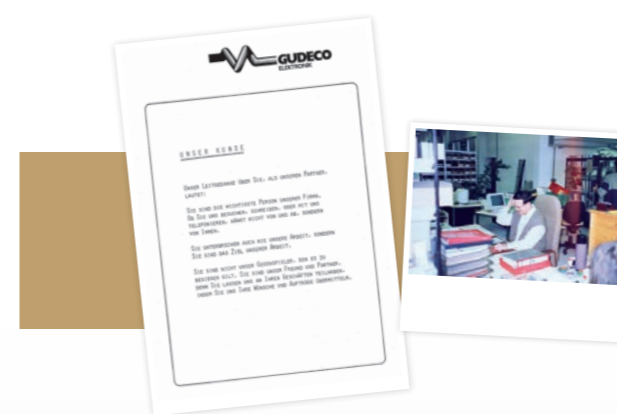 GUDECO
ELEKTRONIK
UNSER KUNDE
UNSER LEITGEDANKE ÜBER SIE, ALS UNSEREM PARTNER,
LAUTET:
SIE SIND DIE WICHTIGSTE PERSON UNSERER FIRMA.
OB SIE UNS BESUCHEN, SCHREIBEN, ODER MIT UNS
TELEFONIEREN, HÄNGT NICHT VON UNS AB, SONDERN
VON IHNEN.
SIE UNTERBRECHEN AUCH NIE UNSERE ARBEIT, SONDERN
SIE SIND DAS ZIEL UNSERER ARBEIT.
SIE SIND NICHT UNSER GEGENSPIELER, DEN ES ZU
BESIEGEN GILT, SIE SIND UNSER FREUND UND PARTNER,
DENN SIE LASSEN UNS AN IHREN GESCHÄFTEN TEILHABEN,
INDEM SIE UNS IHRE WÜNSCHE UND AUFTRÄGE ÜBERMITTELN.